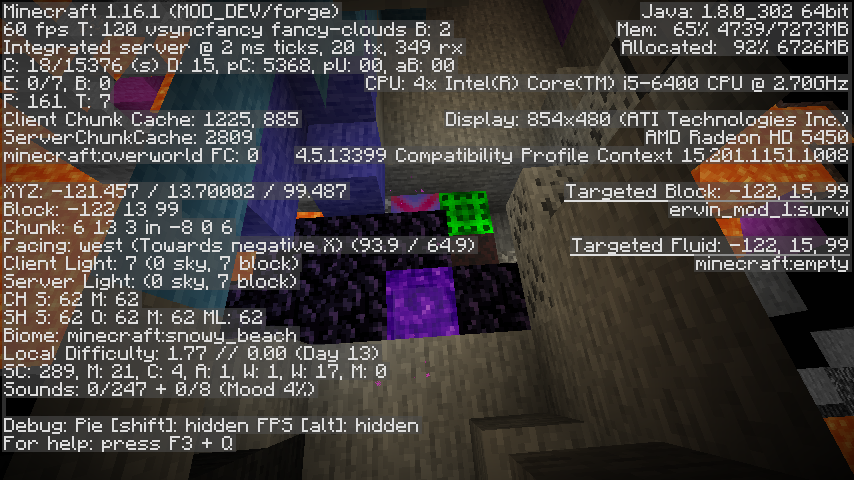 Minecraft 1.16.1 (MOD_DEV/forge)
60 fps T: 120 vsyncfancy fancy-clouds B: 2
Integrated server @ 2 ms ticks, 20 tx, 349 rx
C: 18/15376 (s) D: 15, pC: 5368, pU: 00, aB: 00
E: 0/7, B: 0
P: 161. T: 7
Client Chunk Cache: 1225, 885
ServerChunkCache: 2809
minecraft:overworld FC: 0
XYZ: -121.457 / 13.70002 / 99.487
Block: -122 13 99
Chunk: 6 13 3 in -8 0 6
Facing: west (Towards negative X) (93.9 / 64.9)
Client Light: 7 (0 sky, 7 block)
Server Light: (0 sky, 7 block)
CH S: 62 M: 62
SH S: 62 O: 62 M: 62 ML: 62
Biome: minecraft:snowy_beach
Local Difficulty: 1.77 // 0.00 (Day 13)
SC: 289, M: 21, C: 4, A: 1, W: 1, W: 17, M: 0
Sounds: 0/247 + 0/8 (Mood 4%)
Debug: Pie [shift]: hidden FPS [alt]: hidden
For help: press F3 + Q
Java: 1.8.0_302 64bit
Mem: 65% 4739/7273MB
Allocated: 92% 6726MB
CPU: 4x Intel(R) Core(TM) i5-6400 CPU @ 2.70GHz
Display: 854x480 (ATI Technologies Inc.)
AMD Radeon HD 5450
4.5.13399 Compatibility Profile Context 15.201.1151.1008
Targeted Block: -122, 15, 99
ervin_mod_1:survi
Targeted Fluid: -122, 15, 99
minecraft:empty